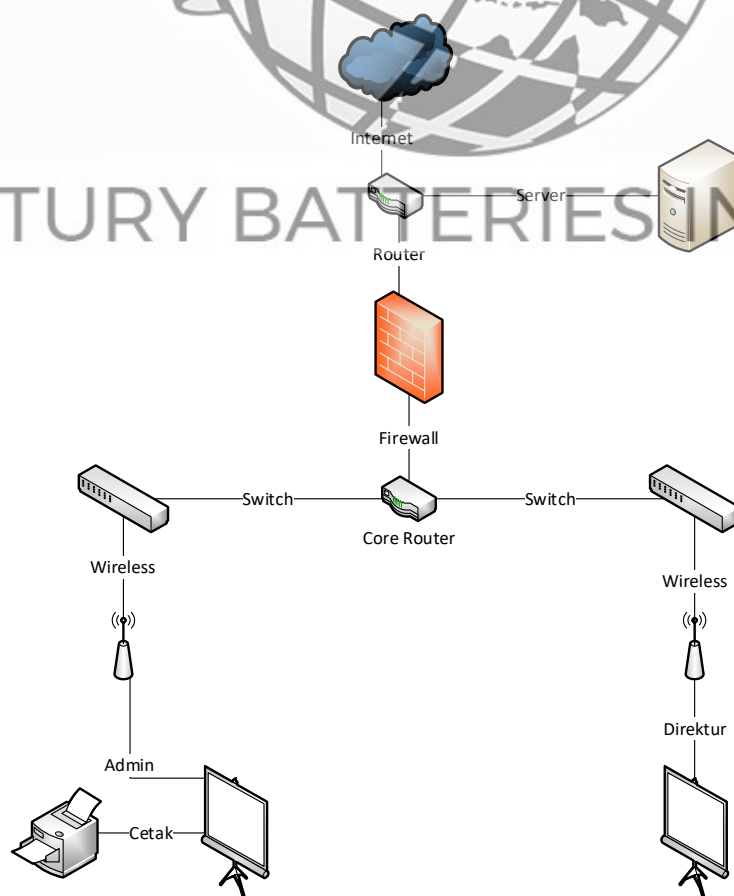 Internet
Server
TURY BATTERIES IN
Router
Firewall
Switch
Switch
Core Router
Wireless
Wireless
Direktur
Admin
Cetak